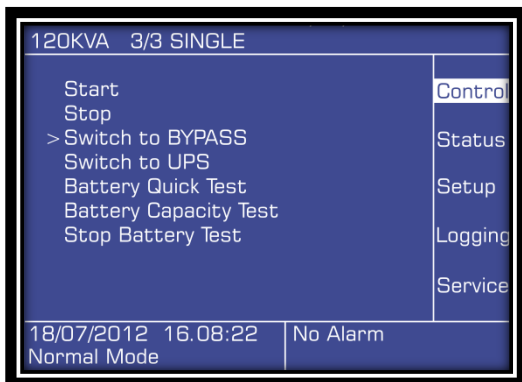 120KVA 3/3 SINGLE
Start
Stop
>Switch to BYPASS
Switch to UPS
Battery Quick Test
Battery Capacity Test
Stop Battery Test
Control
Status
Setup
Logging
Service
18/07/2012 16.08:22
Normal Mode
No Alarm